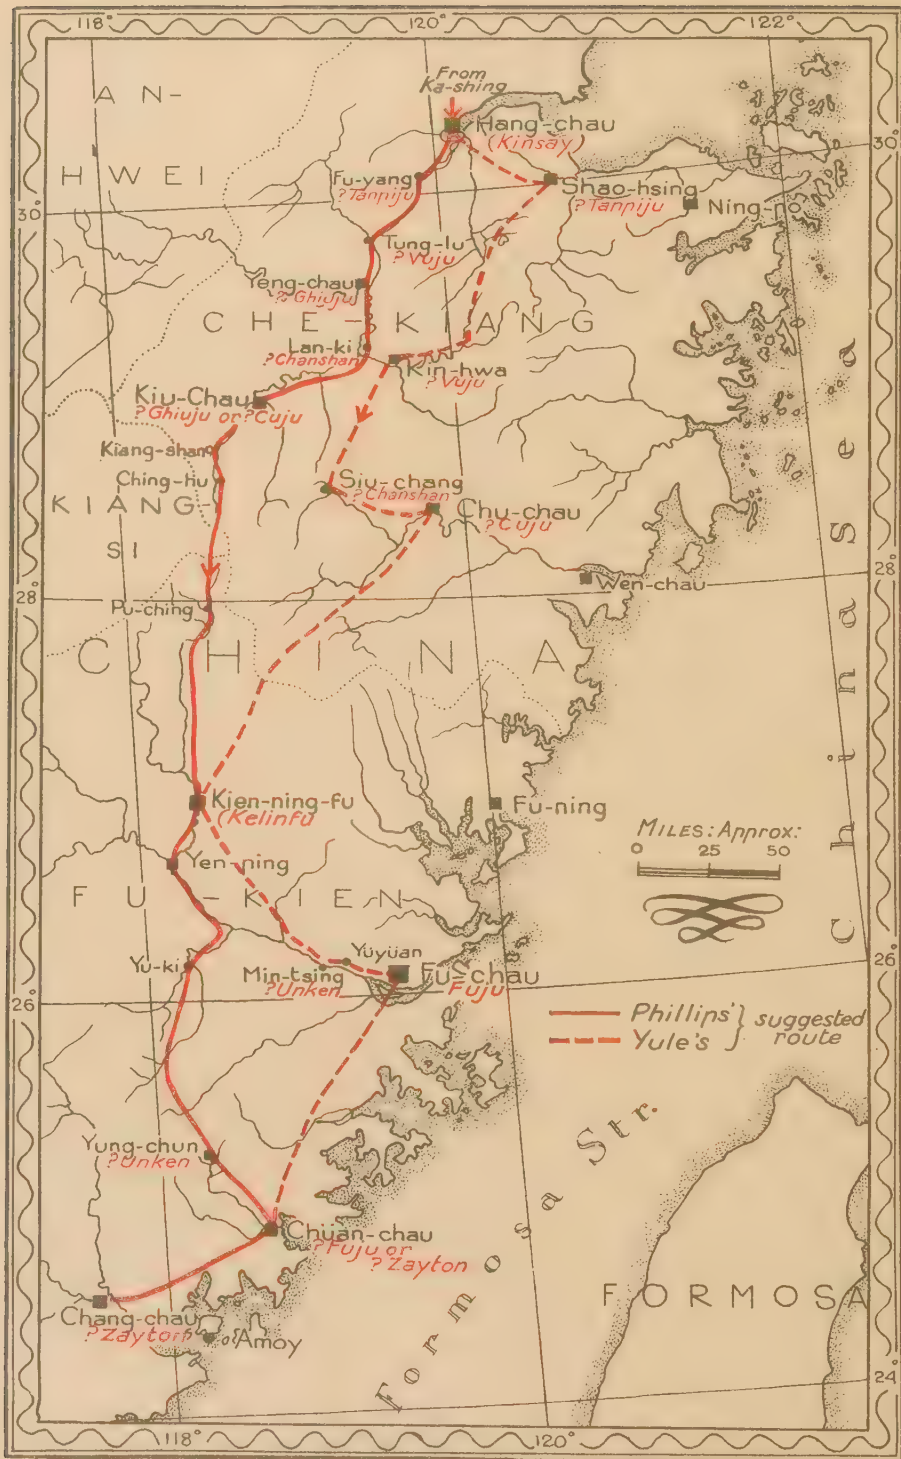 118°
120°
122°
From
Ka-shing
AN-
HWEI
Hang-chau
(Kinsay)
30°
Fu-yang
?Tanpiju
Shao-hsing
?Tanpiju
30°
Tung-lu
?Vuju
Yeng-chau
?Ghiuju
CHE-KIANG
Lan-ki
?Chanshan
Kin-hwa
?Vuju
Kiu-Chau
?Ghiuju or ?Cuju
Kiang-shan
Ching-hu
KIANG-
SI
Siu-chang
?Chanshan
Chu-chau
?Cuju
28°
Wen-chau
28°
Pu-ching
CHINA
China Sea
Kien-ning-fu
(Kelinfu
Fu-ning
MILES: Approx:
0 25 50
Yen-ning
FU-KIEN
Yu-ki
Min-tsing
?Unken
Yuyüan
Fu-chau
Fuju
26°
26°
Phillips' } suggested
Yule's } route
Yung-chun
?Unken
Formosa Str.
Chuan-chau
?Fuju or
?Zayton
FORMOSA
Chang-chau
?Zayton
Amoy
24°
118°
120°